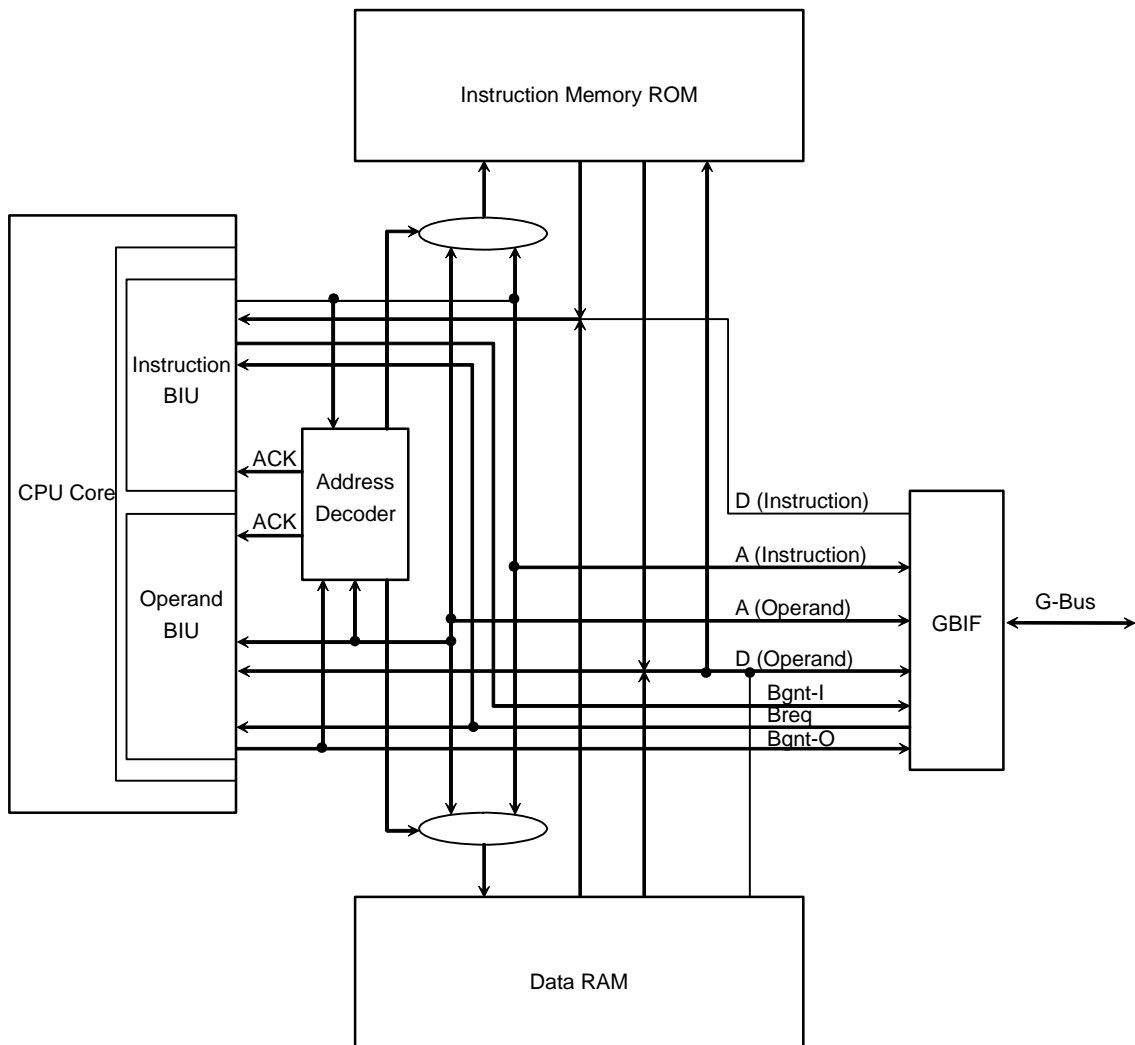 Instruction Memory ROM
Instruction
BIU
ACK
CPU Core
Address
Decoder
ACK
D (Instruction)
A (Instruction)
Operand
BIU
A (Operand)
GBIF
G-Bus
D (Operand)
Bgnt-I
Breq
Bgnt-O
Data RAM